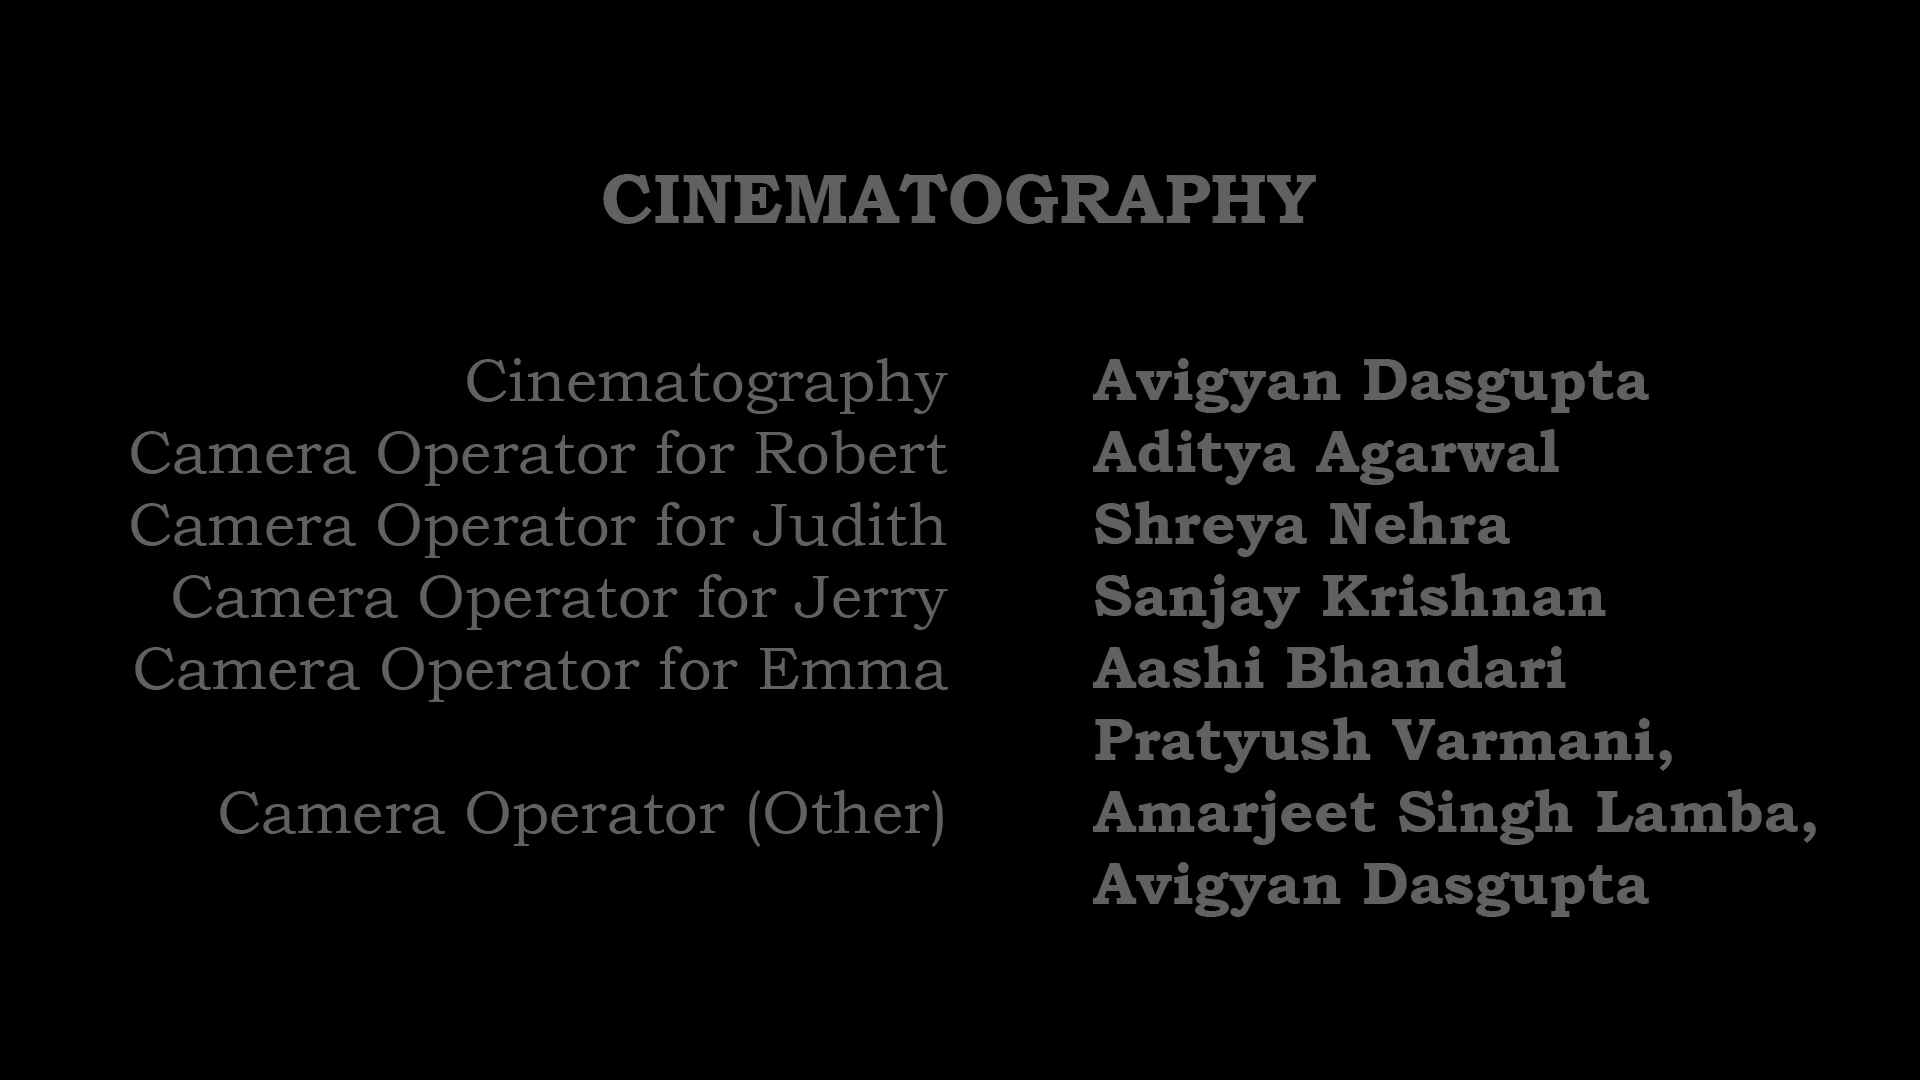 CINEMATOGRAPHY
Cinematography Avigyan Dasgupta
Camera Operator for Robert Aditya Agarwal
Camera Operator for Judith Shreya Nehra
Camera Operator for Jerry Sanjay Krishnan
Camera Operator for Emma Aashi Bhandari
Pratyush Varmani,
Camera Operator (Other) Amarjeet Singh Lamba,
Avigyan Dasgupta